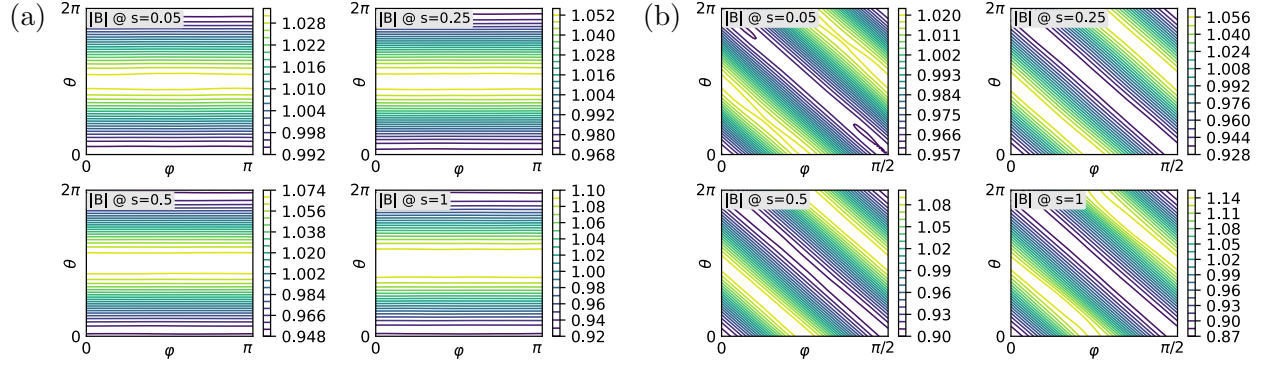 (a)
|B| @ s=0.05
2π
θ
0
0
φ
π
1.028
1.022
1.016
1.010
1.004
0.998
0.992
|B| @ s=0.25
2π
θ
0
0
φ
π
1.052
1.040
1.028
1.016
1.004
0.992
0.980
0.968
|B| @ s=0.5
2π
θ
0
0
φ
π
1.074
1.056
1.038
1.020
1.002
0.984
0.966
0.948
|B| @ s=1
2π
θ
0
0
φ
π
1.10
1.08
1.06
1.04
1.02
1.00
0.98
0.96
0.94
0.92
(b)
|B| @ s=0.05
2π
θ
0
0
φ
π/2
1.020
1.011
1.002
0.993
0.984
0.975
0.966
0.957
|B| @ s=0.25
2π
θ
0
0
φ
π/2
1.056
1.040
1.024
1.008
0.992
0.976
0.960
0.944
0.928
|B| @ s=0.5
2π
θ
0
0
φ
π/2
1.08
1.05
1.02
0.99
0.96
0.93
0.90
|B| @ s=1
2π
θ
0
0
φ
π/2
1.14
1.11
1.08
1.05
1.02
0.99
0.96
0.93
0.90
0.87